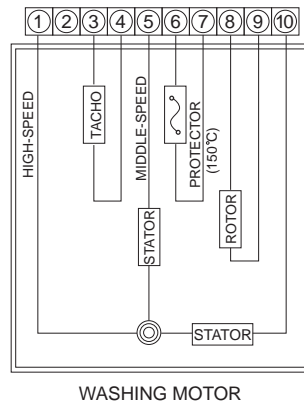 1 2 3 4 5 6 7 8 9 10
HIGH-SPEED
TACHO
MIDDLE-SPEED
PROTECTOR
(150℃)
STATOR
ROTOR
STATOR
WASHING MOTOR